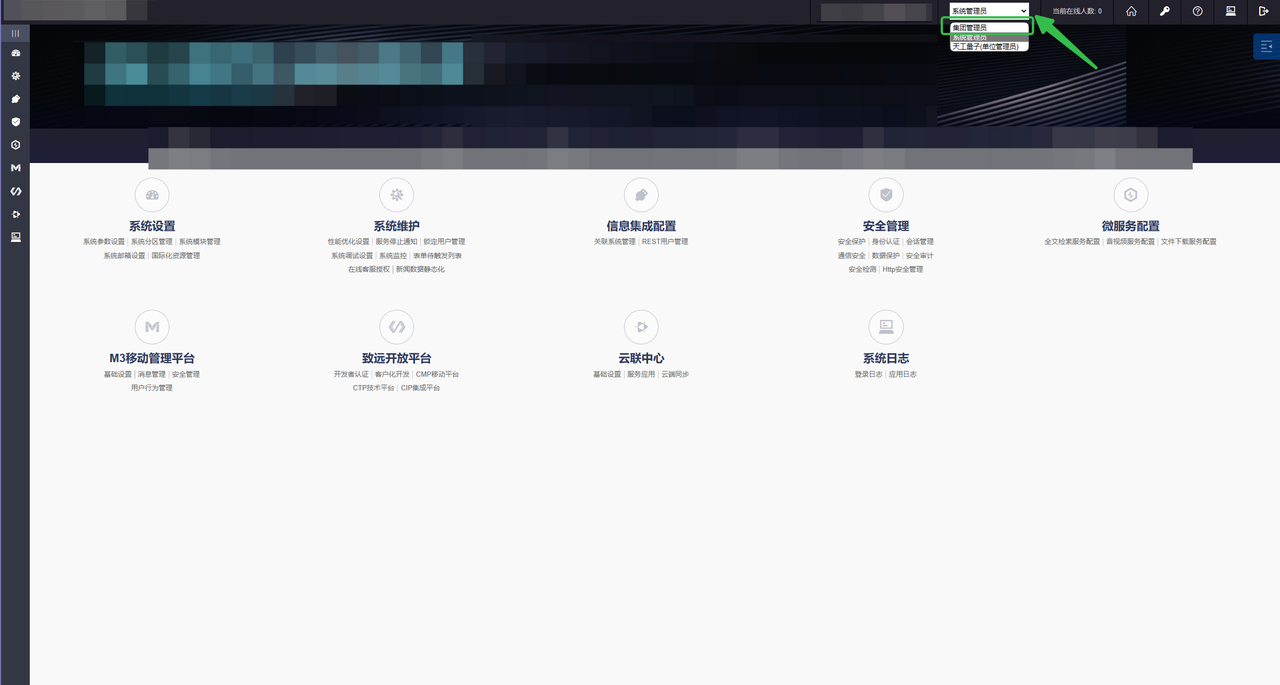 系统管理员
当前在线人数: 0
集团管理员
系统管理员
天工量子(单位管理员)
系统设置
系统参数设置 | 系统分区管理 | 系统模块管理
系统邮箱设置 | 国际化资源管理
系统维护
性能优化设置 | 服务停止通知 | 锁定用户管理
系统调试设置 | 系统监控 | 表单待触发列表
在线客服授权 | 新闻数据静态化
信息集成配置
关联系统管理 | REST用户管理
安全管理
安全保护 | 身份认证 | 会话管理
通信安全 | 数据保护 | 安全审计
安全检测 | Http安全管理
微服务配置
全文检索服务配置 | 音视频服务配置 | 文件下载服务配置
M3移动管理平台
基础设置 | 消息管理 | 安全管理
用户行为管理
致远开放平台
开发者认证 | 客户化开发 | CMP移动平台
CTP技术平台 | CIP集成平台
云联中心
基础设置 | 服务应用 | 云端同步
系统日志
登录日志 | 应用日志